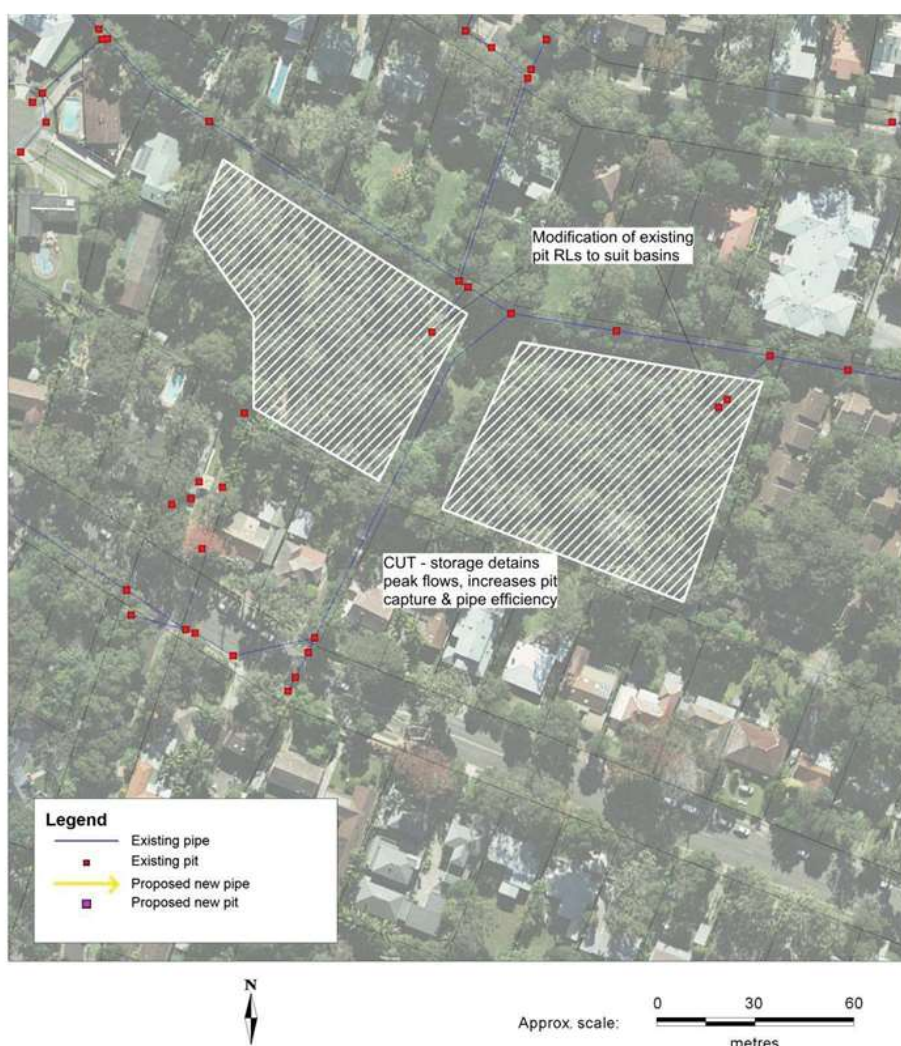 Modification of existing
pit RLs to suit basins
CUT - storage detains
peak flows, increases pit
capture & pipe efficiency
Legend
Existing pipe
Existing pit
Proposed new pipe
Proposed new pit
N
Approx. scale:
0 30 60
metres